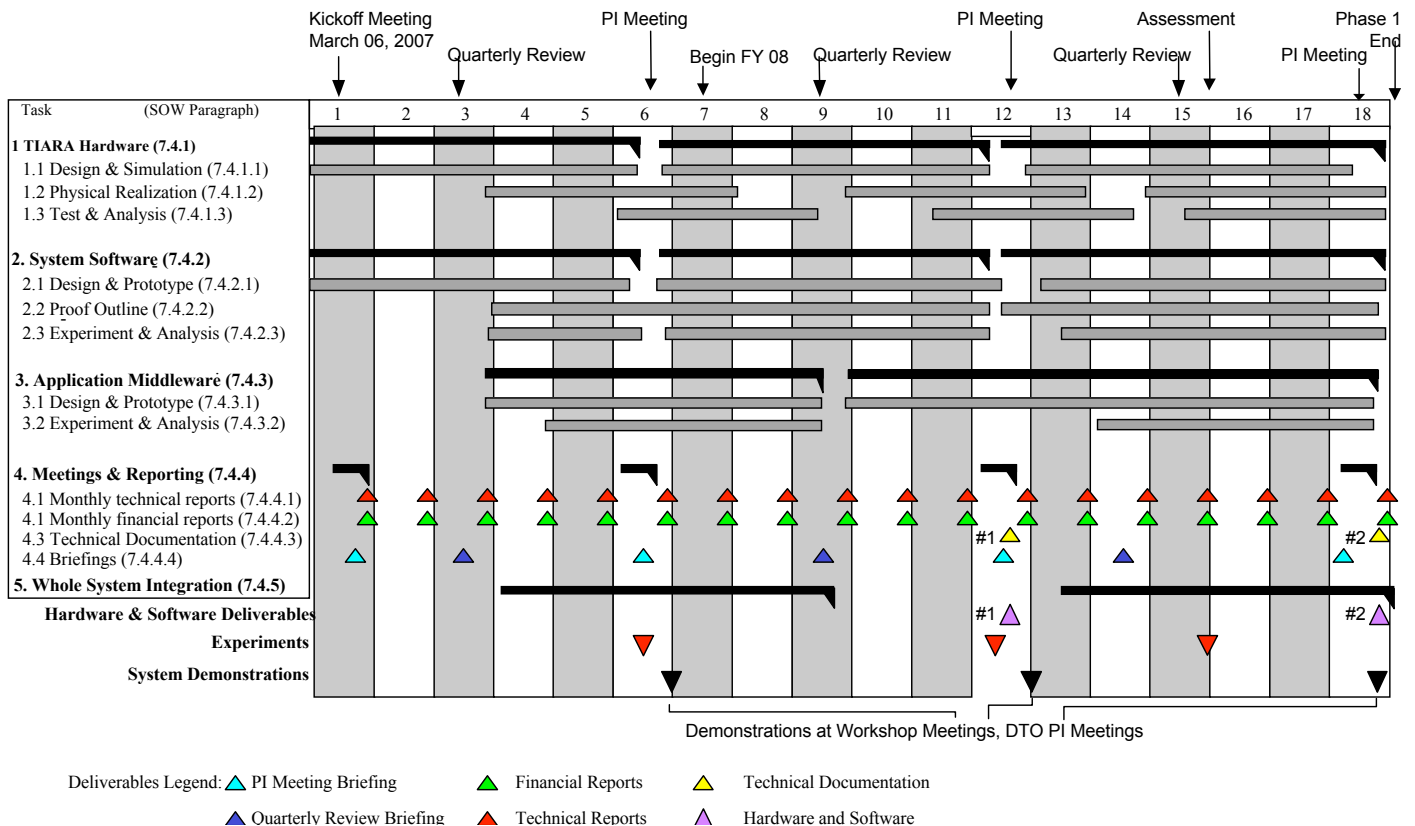 Kickoff Meeting
March 06, 2007
PI Meeting
PI Meeting
Assessment
Phase 1
End
Quarterly Review
Begin FY 08
Quarterly Review
Quarterly Review
PI Meeting
Task (SOW Paragraph) 1 2 3 4 5 6 7 8 9 10 11 12 13 14 15 16 17 18
1 TIARA Hardware (7.4.1)
1.1 Design & Simulation (7.4.1.1)
1.2 Physical Realization (7.4.1.2)
1.3 Test & Analysis (7.4.1.3)
2. System Software (7.4.2)
2.1 Design & Prototype (7.4.2.1)
2.2 Proof Outline (7.4.2.2)
2.3 Experiment & Analysis (7.4.2.3)
3. Application Middleware (7.4.3)
3.1 Design & Prototype (7.4.3.1)
3.2 Experiment & Analysis (7.4.3.2)
4. Meetings & Reporting (7.4.4)
4.1 Monthly technical reports (7.4.4.1)
4.1 Monthly financial reports (7.4.4.2)
4.3 Technical Documentation (7.4.4.3) #1 #2
4.4 Briefings (7.4.4.4)
5. Whole System Integration (7.4.5)
Hardware & Software Deliverables #1 #2
Experiments
System Demonstrations
Demonstrations at Workshop Meetings, DTO PI Meetings
Deliverables Legend: PI Meeting Briefing Financial Reports Technical Documentation
Quarterly Review Briefing Technical Reports Hardware and Software